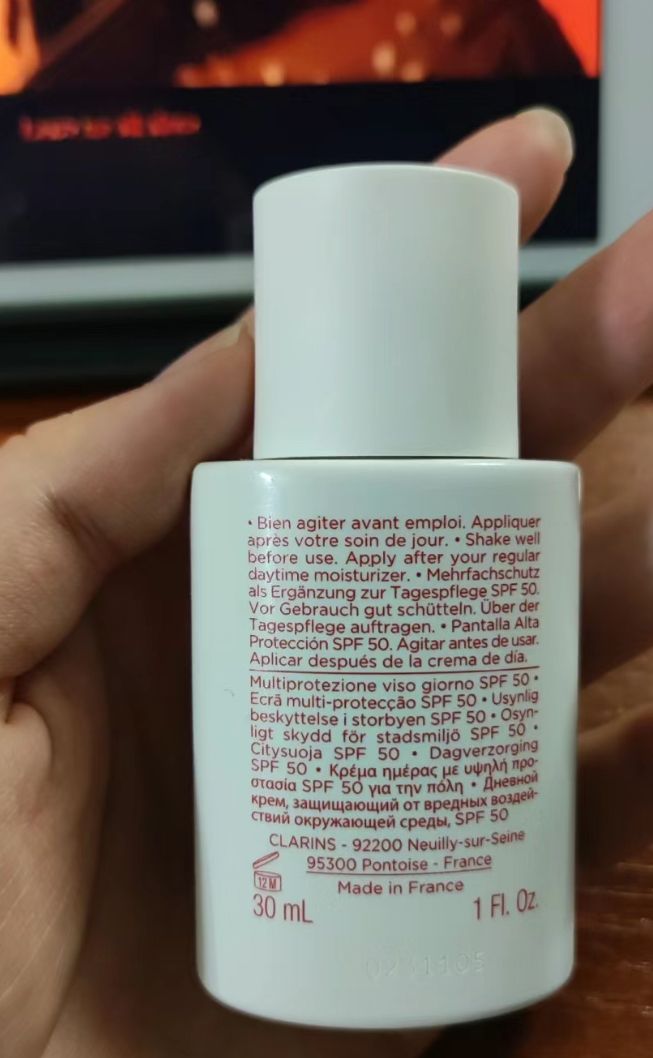 • Bien agiter avant emploi. Appliquer
après votre soin de jour. • Shake well
before use. Apply after your regular
daytime moisturizer. • Mehrfachschutz
als Ergänzung zur Tagespflege SPF 50.
Vor Gebrauch gut schütteln. Über der
Tagespflege auftragen. • Pantalla Alta
Protección SPF 50. Agitar antes de usar.
Aplicar después de la crema de día.
Multiprotezione viso giorno SPF 50 •
Ecrã multi-protecção SPF 50 • Usynlig
beskyttelse i storbyen SPF 50 • Osyn-
ligt skydd för stadsmiljö SPF 50 •
Citysuoja SPF 50 • Dagverzorging
SPF 50 • Κρέμα ημέρας με υψηλή προ-
στασία SPF 50 για την πόλη • Дневной
крем, защищающий от вредных воздей-
ствий окружающей среды, SPF 50
CLARINS - 92200 Neuilly-sur-Seine
95300 Pontoise - France
12 M
Made in France
30 mL
1 Fl. Oz.